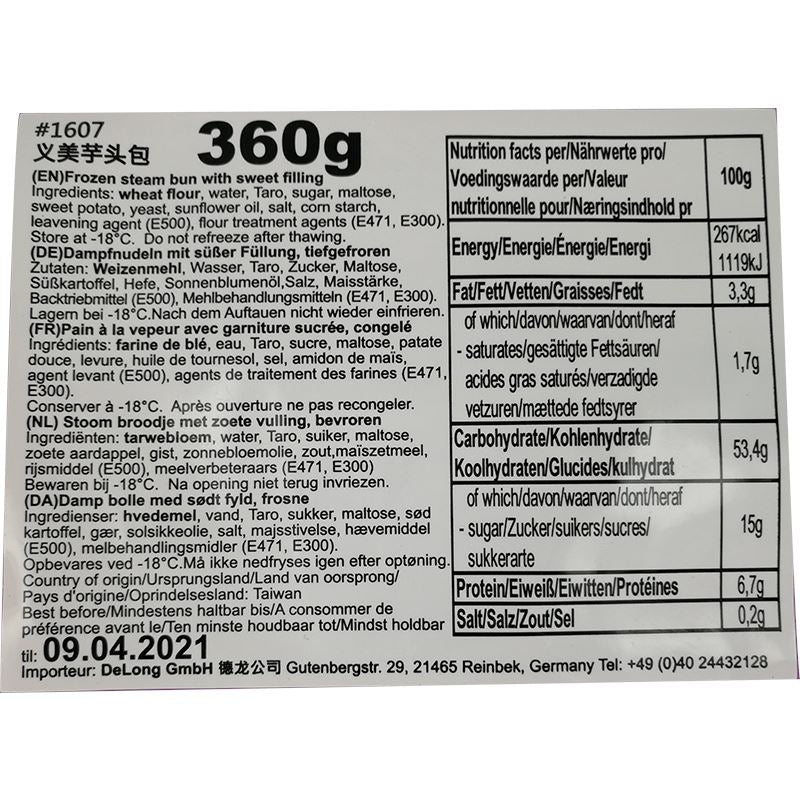 #1607
义美芋头包
360g
(EN)Frozen steam bun with sweet filling
Ingredients: wheat flour, water, Taro, sugar, maltose,
sweet potato, yeast, sunflower oil, salt, corn starch,
leavening agent (E500), flour treatment agents (E471, E300).
Store at -18°C. Do not refreeze after thawing.
(DE)Dampfnudeln mit süßer Füllung, tiefgefroren
Zutaten: Weizenmehl, Wasser, Taro, Zucker, Maltose,
Süßkartoffel, Hefe, Sonnenblumenöl,Salz, Maisstärke,
Backtriebmittel (E500), Mehlbehandlungsmitteln (E471, E300).
Lagern bei -18°C.Nach dem Auftauen nicht wieder einfrieren.
(FR)Pain à la vepeur avec garniture sucrée, congelé
Ingrédients: farine de blé, eau, Taro, sucre, maltose, patate
douce, levure, huile de tournesol, sel, amidon de maïs,
agent levant (E500), agents de traitement des farines (E471,
E300).
Conserver à -18°C. Après ouverture ne pas recongeler.
(NL) Stoom broodje met zoete vulling, bevroren
Ingrediënten: tarwebloem, water, Taro, suiker, maltose,
zoete aardappel, gist, zonnebloemolie, zout,maïszetmeel,
rijsmiddel (E500), meelverbeteraars (E471, E300)
Bewaren bij -18°C. Na opening niet terug invriezen.
(DA)Damp bolle med sødt fyld, frosne
Ingredienser: hvedemel, vand, Taro, sukker, maltose, sød
kartoffel, gær, solsikkeolie, salt, majsstivelse, hævemiddel
(E500), melbehandlingsmidler (E471, E300).
Opbevares ved -18°C.Må ikke nedfryses igen efter optøning.
Country of origin/Ursprungsland/Land van oorsprong/
Pays d'origine/Oprindelsesland: Taiwan
Best before/Mindestens haltbar bis/A consommer de
préférence avant le/Ten minste houdbaar tot/Mindst holdbar
til: 09.04.2021
Nutrition facts per/Nährwerte pro/
Voedingswaarde per/Valeur
nutritionnelle pour/Næringsindhold pr
100g
Energy/Energie/Énergie/Energi
267kcal
1119kJ
Fat/Fett/Vetten/Graisses/Fedt
3,3g
of which/davon/waarvan/dont/heraf
- saturates/gesättigte Fettsäuren/
acides gras saturés/verzadigde
vetzuren/mættede fedtsyrer
1,7g
Carbohydrate/Kohlenhydrate/
Koolhydraten/Glucides/kulhydrat
53,4g
of which/davon/waarvan/dont/heraf
- sugar/Zucker/suikers/sucres/
sukkerarte
15g
Protein/Eiweiß/Eiwitten/Protéines
6,7g
Salt/Salz/Zout/Sel
0,2g
Importeur: DeLong GmbH 德龙公司 Gutenbergstr. 29, 21465 Reinbek, Germany Tel: +49 (0)40 24432128